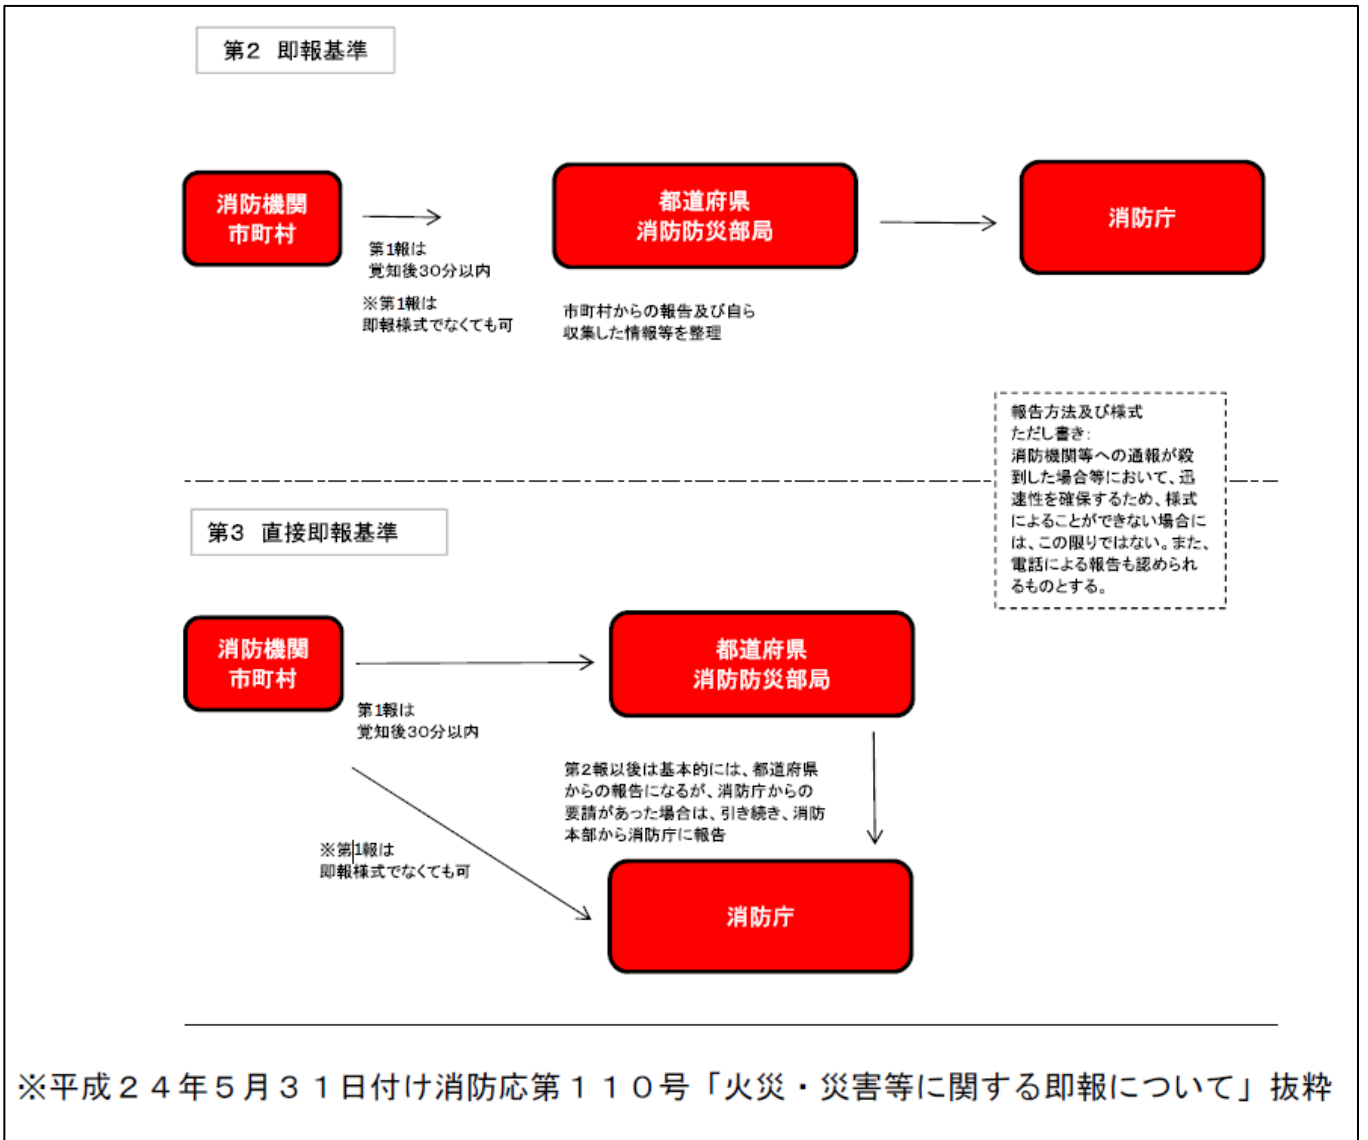 第2 即報基準
消防機関
市町村
都道府県
消防防災部局
消防庁
第1報は
覚知後30分以内
※第1報は
即報様式でなくても可
市町村からの報告及び自ら
収集した情報等を整理
報告方法及び様式
ただし書き:
消防機関等への通報が殺
到した場合等において、迅
速性を確保するため、様式
によることができない場合に
は、この限りではない。また、
電話による報告も認められ
るものとする。
第3 直接即報基準
消防機関
市町村
都道府県
消防防災部局
第1報は
覚知後30分以内
第2報以後は基本的には、都道府県
からの報告になるが、消防庁からの
要請があった場合は、引き続き、消防
本部から消防庁に報告
※第1報は
即報様式でなくても可
消防庁
※平成24年5月31日付け消防応第110号「火災・災害等に関する即報について」抜粋